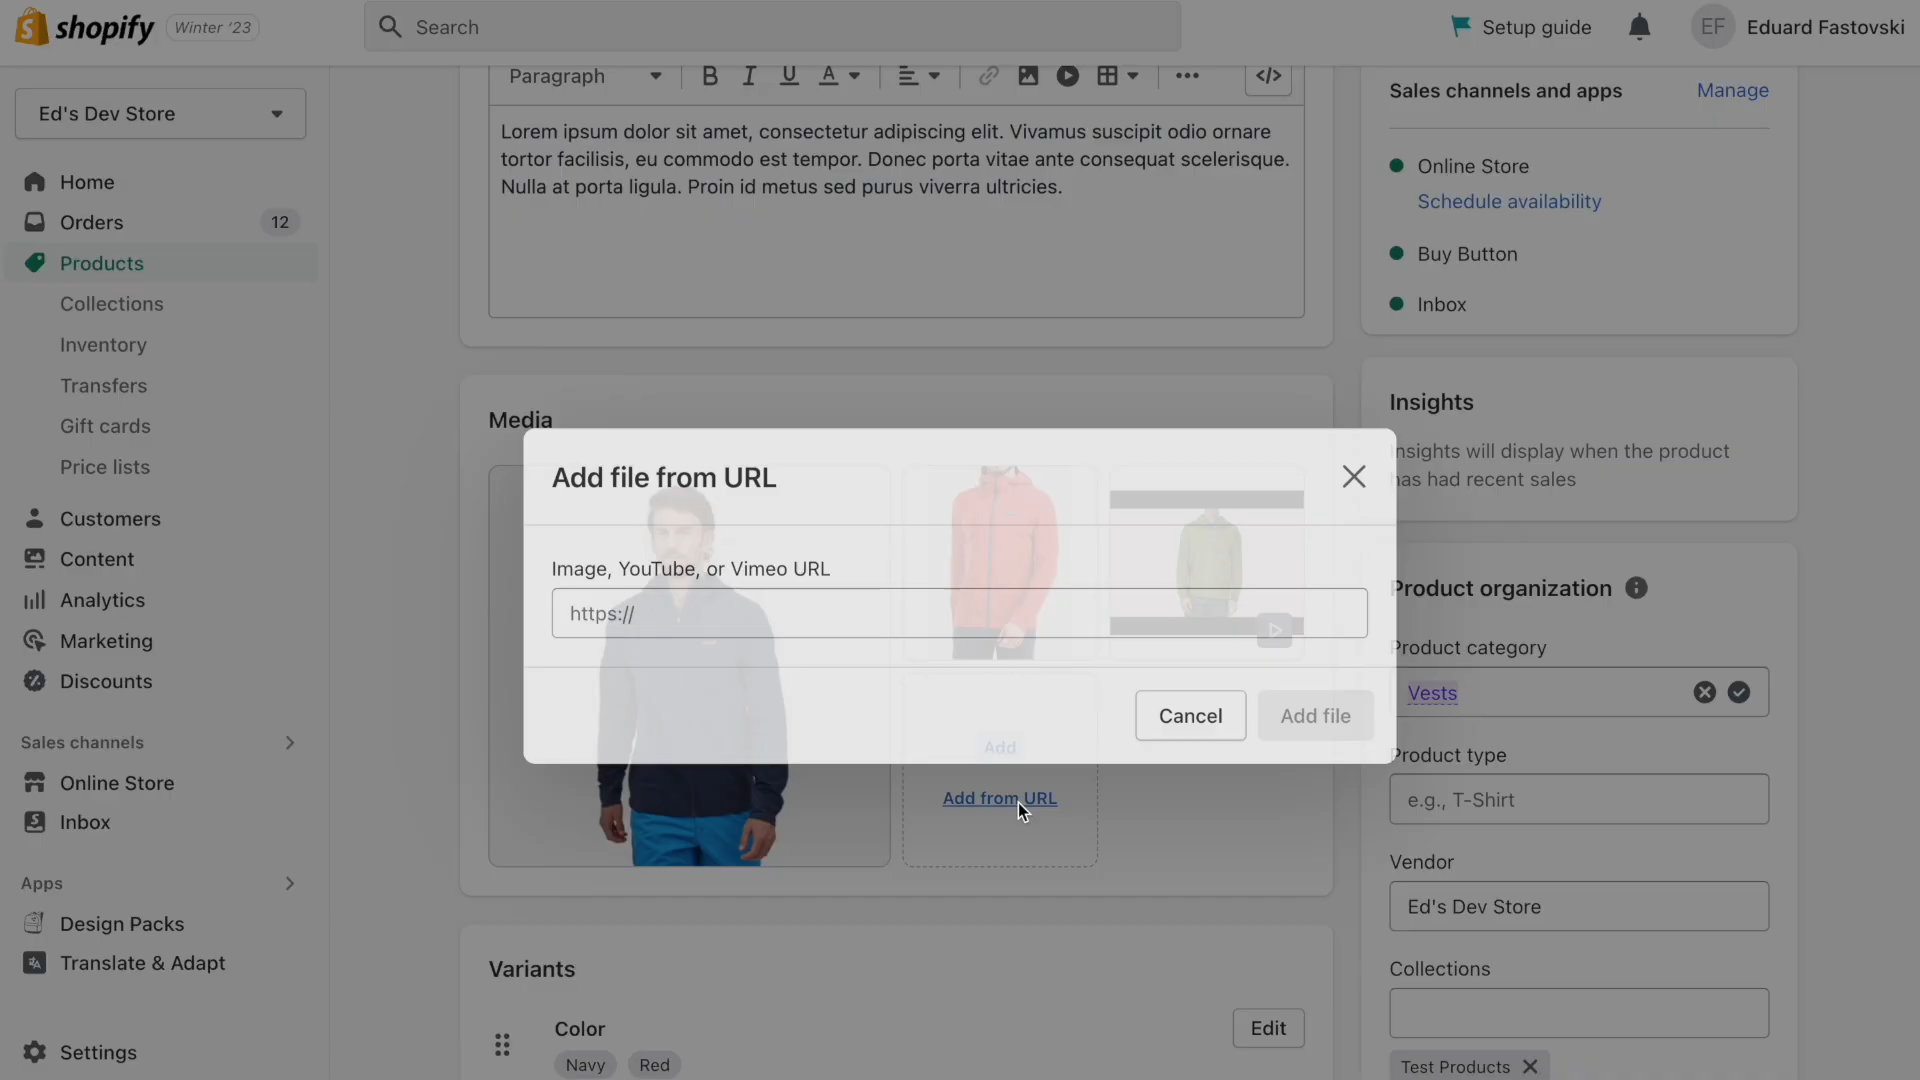 shopify
Winter '23
Search
Setup guide
EF
Eduard Fastovski
Ed's Dev Store
Home
Orders
12
Products
Collections
Inventory
Transfers
Gift cards
Price lists
Customers
Content
Analytics
Marketing
Discounts
Sales channels
Online Store
Inbox
Apps
Design Packs
Translate & Adapt
Settings
Paragraph
B
I
U
A
</>
Lorem ipsum dolor sit amet, consectetur adipiscing elit. Vivamus suscipit odio ornare
tortor facilisis, eu commodo est tempor. Donec porta vitae ante consequat scelerisque.
Nulla at porta ligula. Proin id metus sed purus viverra ultricies.
Media
Add file from URL
Image, YouTube, or Vimeo URL
https://
Cancel
Add file
Add
Add from URL
Variants
Color
Edit
Navy
Red
Sales channels and apps
Manage
Online Store
Schedule availability
Buy Button
Inbox
Insights
nsights will display when the product
has had recent sales
Product organization
Product category
Vests
Product type
e.g., T-Shirt
Vendor
Ed's Dev Store
Collections
Test Products